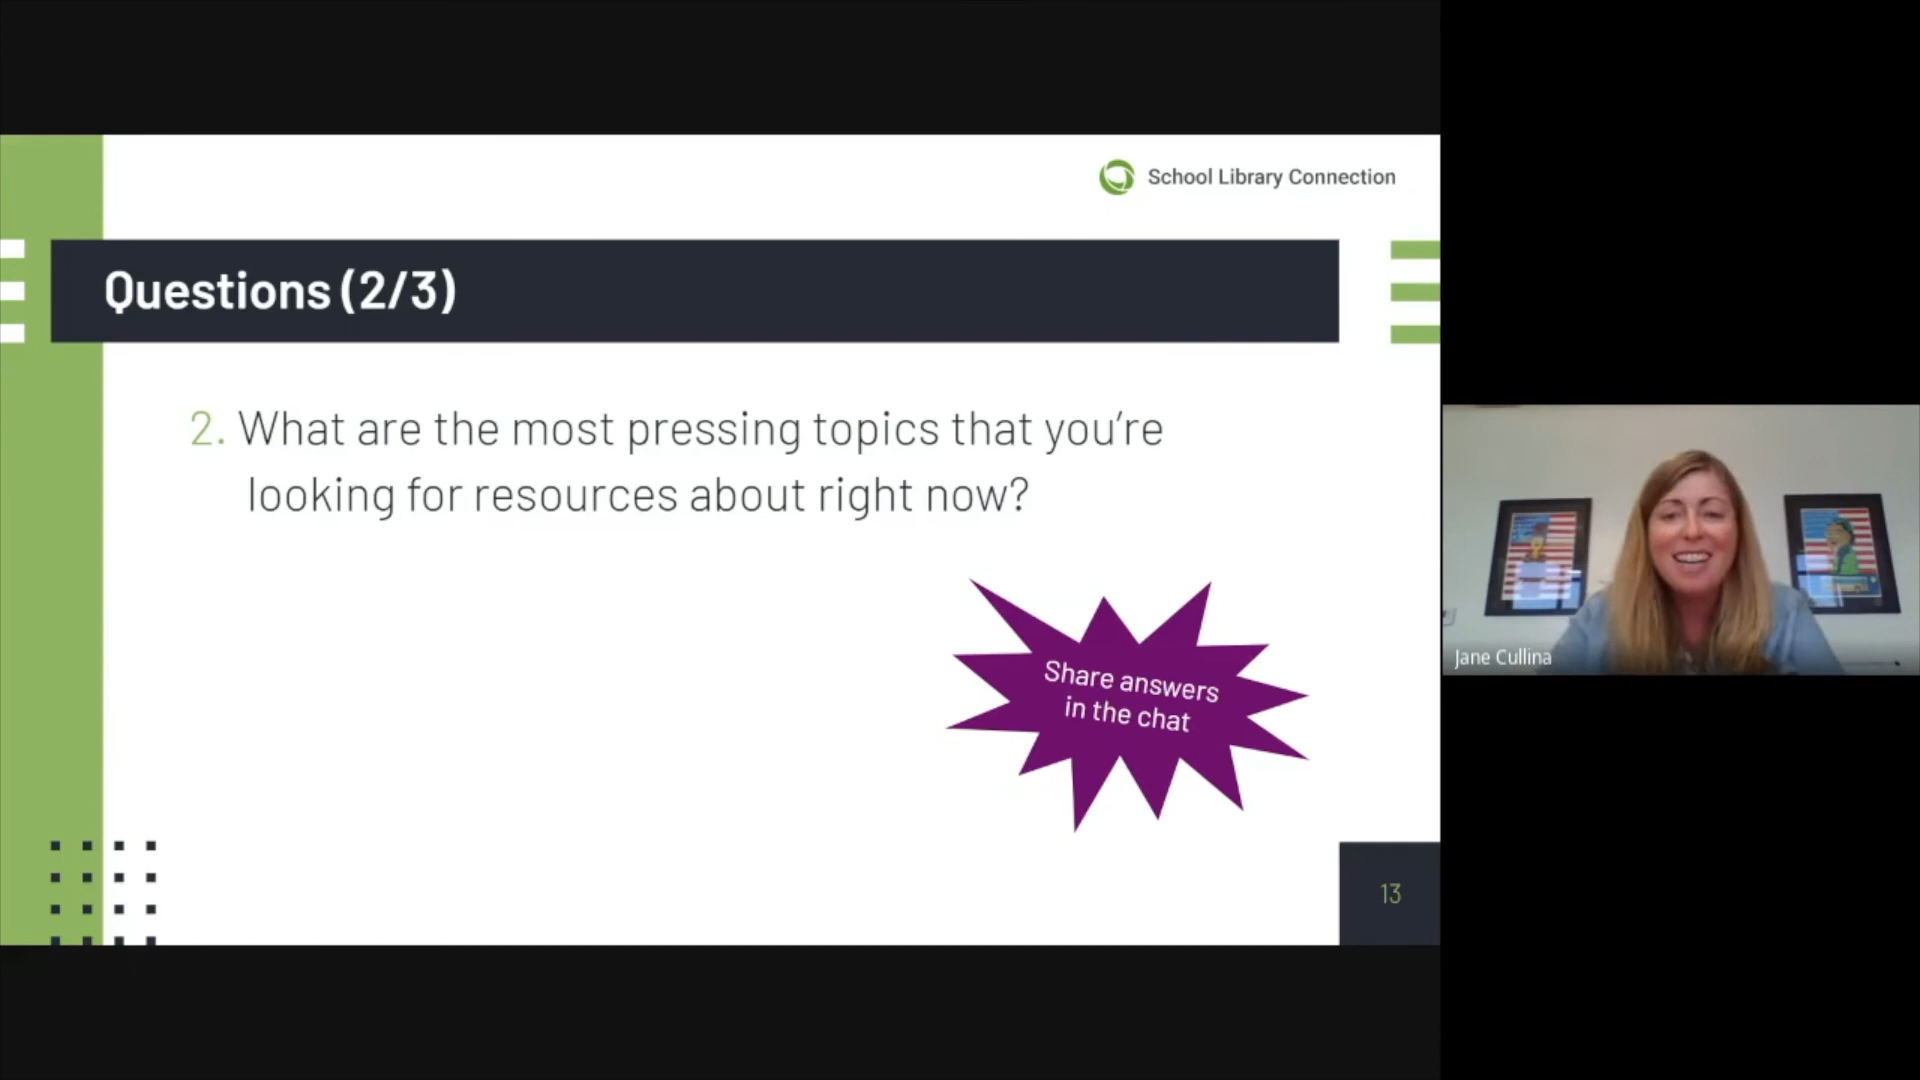 School Library Connection
Questions (2/3)
2. What are the most pressing topics that you're
looking for resources about right now?
Share answers
in the chat
13
Jane Cullina